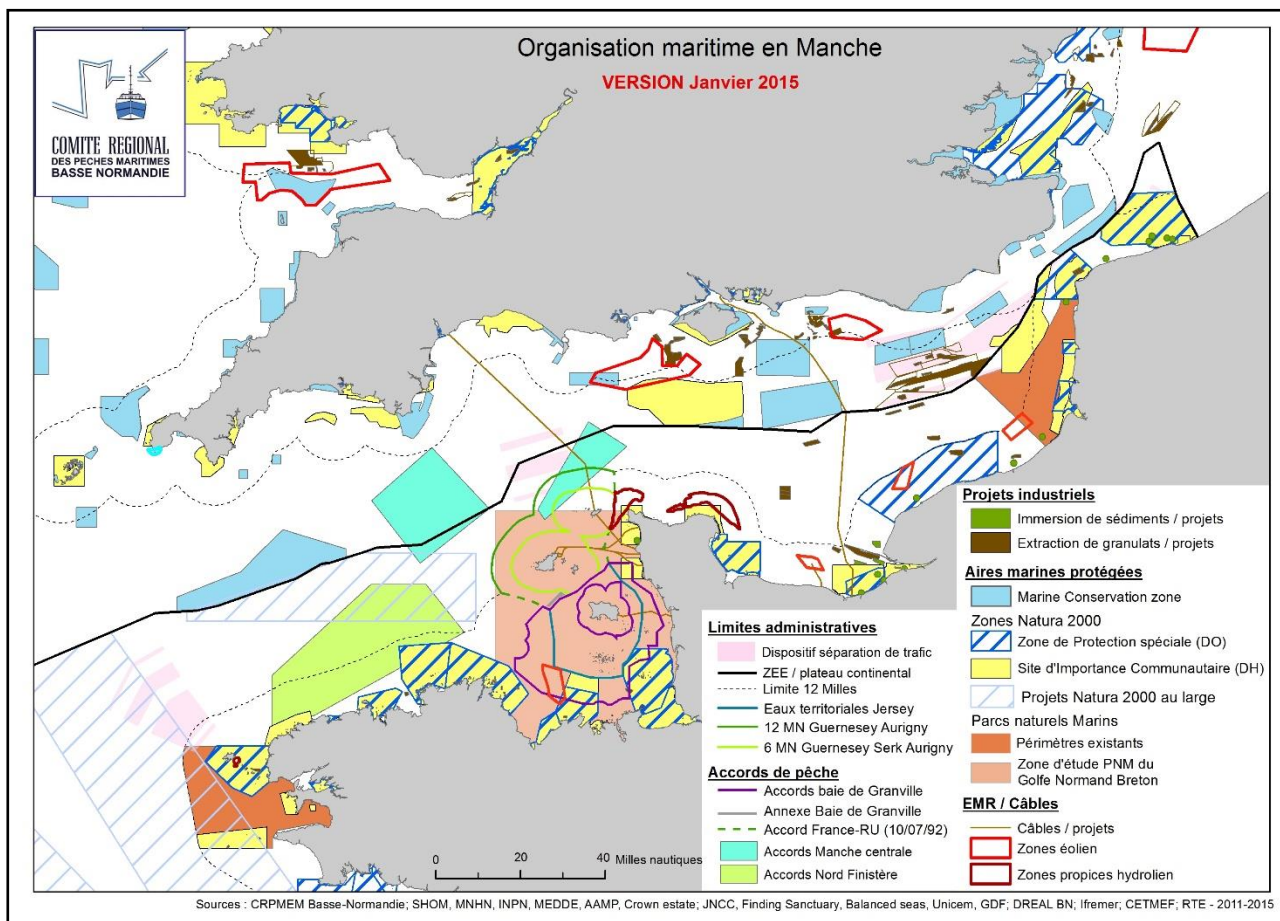 Organisation maritime en Manche
VERSION Janvier 2015
COMITE REGIONAL
DES PECHES MARITIMES
BASSE NORMANDIE
Projets industriels
Immersion de sédiments / projets
Extraction de granulats / projets
Aires marines protégées
Marine Conservation zone
Zones Natura 2000
Zone de Protection spéciale (DO)
Site d'Importance Communautaire (DH)
Projets Natura 2000 au large
Parcs naturels Marins
Périmètres existants
Zone d'étude PNM du
Golfe Normand Breton
EMR / Câbles
Câbles / projets
Zones éolien
Zones propices hydrolien
Limites administratives
Dispositif séparation de trafic
ZEE / plateau continental
Limite 12 Milles
Eaux territoriales Jersey
12 MN Guernesey Aurigny
6 MN Guernesey Serk Aurigny
Accords de pêche
Accords baie de Granville
Annexe Baie de Granville
Accord France-RU (10/07/92)
Accords Manche centrale
Accords Nord Finistère
0 20 40 Milles nautiques
Sources : CRPMEM Basse-Normandie; SHOM, MNHN, INPN, MEDDE, AAMP, Crown estate; JNCC, Finding Sanctuary, Balanced seas, Unicem, GDF; DREAL BN; Ifremer; CETMEF; RTE - 2011-2015